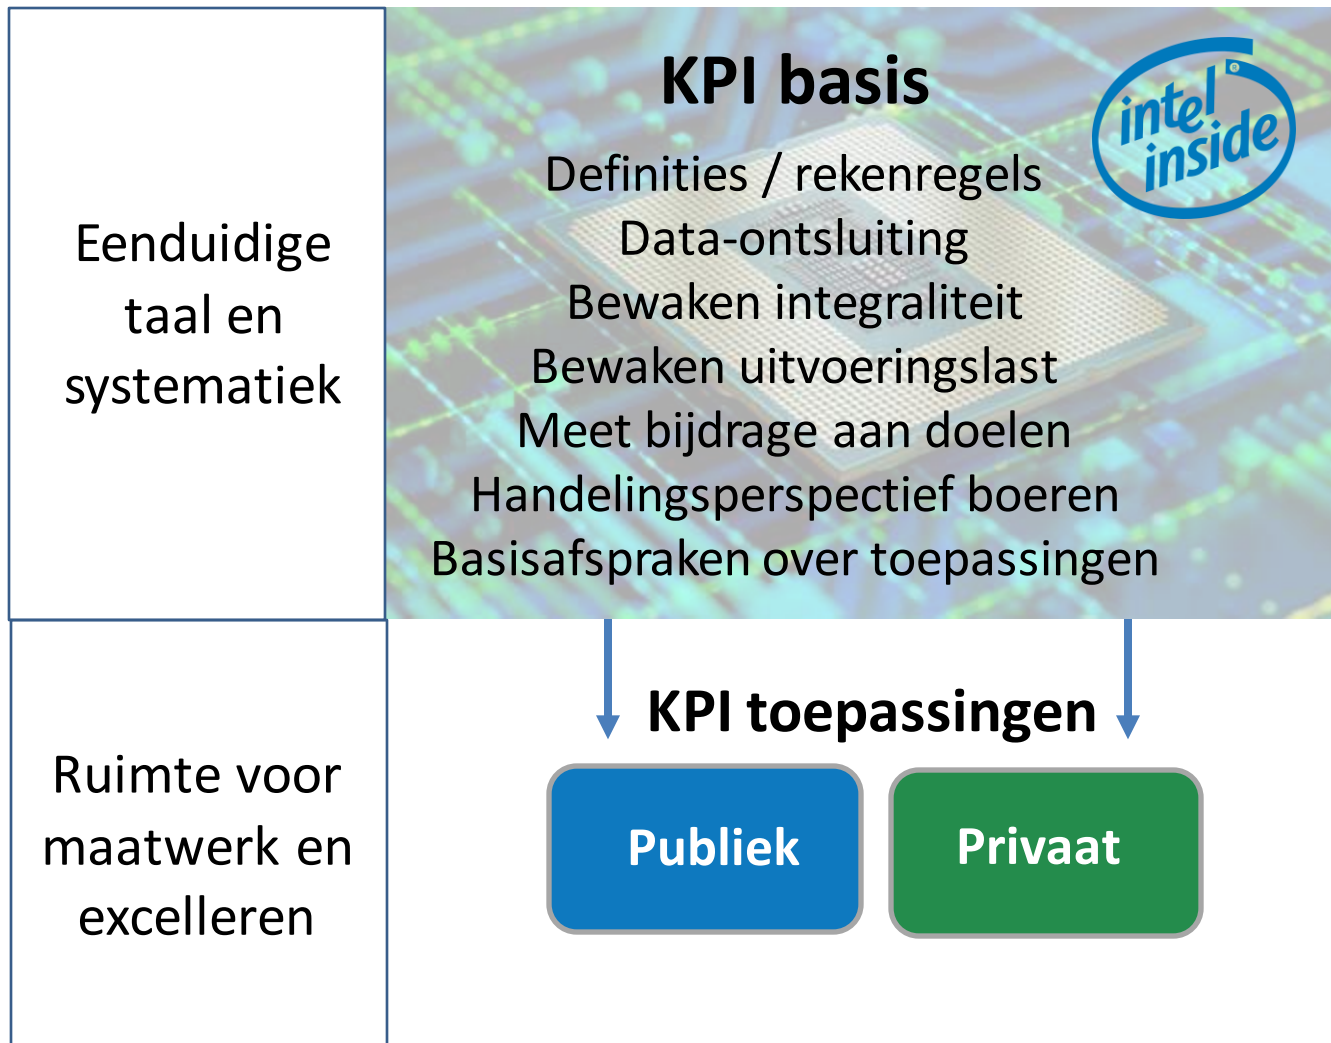 KPI basis
intel
inside
®
Definities / rekenregels
Data-ontsluiting
Bewaken integraliteit
Bewaken uitvoeringslast
Meet bijdrage aan doelen
Handelingsperspectief boeren
Basisafspraken over toepassingen
Eenduidige
taal en
systematiek
KPI toepassingen
Ruimte voor
maatwerk en
excelleren
Publiek
Privaat